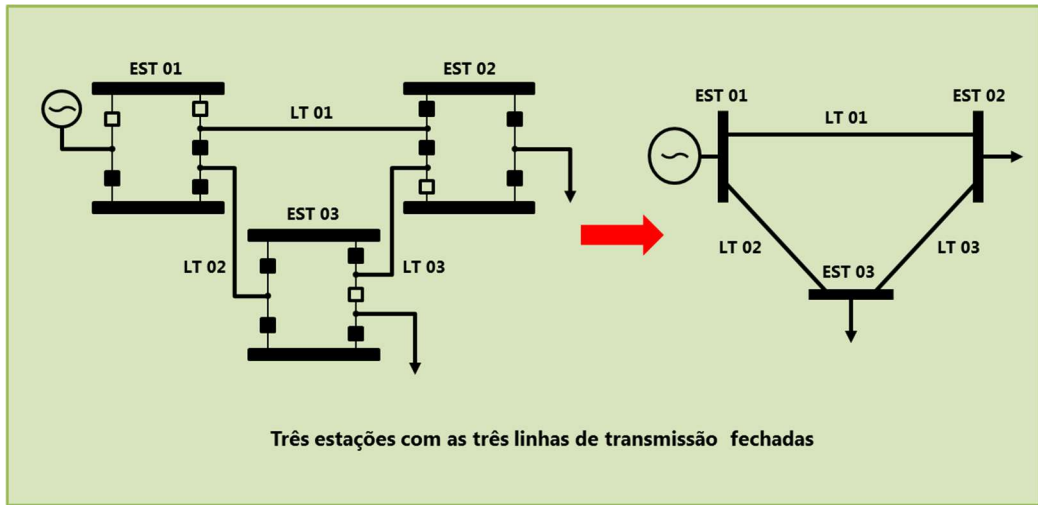 EST 01
EST 02
LT 01
EST 03
LT 02
LT 03
EST 01
EST 02
LT 01
LT 02
LT 03
EST 03
Três estações com as três linhas de transmissão fechadas